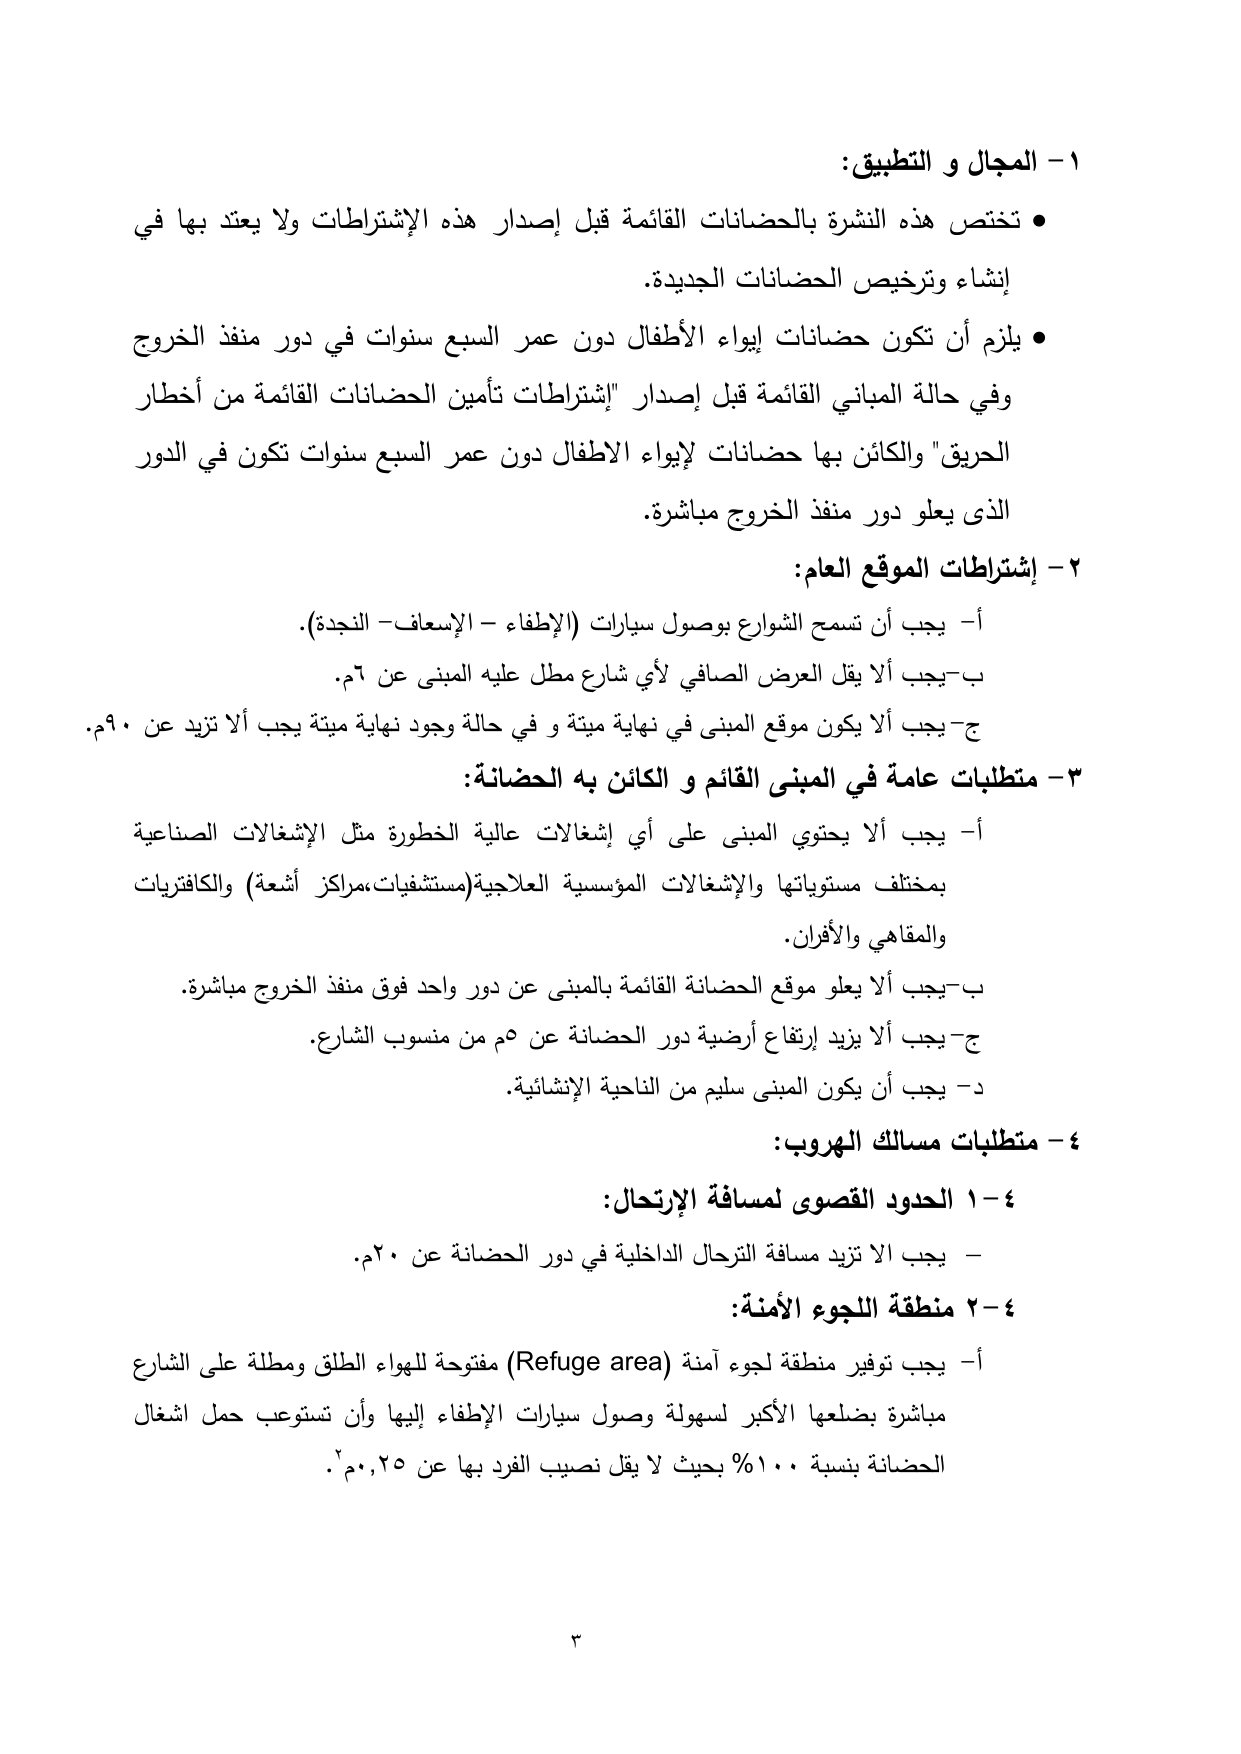 ١- المجال و التطبيق:
• تختص هذه النشرة بالحضانات القائمة قبل إصدار هذه الإشتراطات ولا يعتد بها في
إنشاء وترخيص الحضانات الجديدة.
• يلزم أن تكون حضانات إيواء الأطفال دون عمر السبع سنوات في دور منفذ الخروج
وفي حالة المباني القائمة قبل إصدار "إشتراطات تأمين الحضانات القائمة من أخطار
الحريق" والكائن بها حضانات لإيواء الاطفال دون عمر السبع سنوات تكون في الدور
الذى يعلو دور منفذ الخروج مباشرة.
٢- إشتراطات الموقع العام:
أ- يجب أن تسمح الشوارع بوصول سيارات (الإطفاء – الإسعاف- النجدة).
ب-يجب ألا يقل العرض الصافي لأي شارع مطل عليه المبنى عن ٦م.
ج-يجب ألا يكون موقع المبنى في نهاية ميتة و في حالة وجود نهاية ميتة يجب ألا تزيد عن ٩٠م.
٣- متطلبات عامة في المبنى القائم و الكائن به الحضانة:
أ- يجب ألا يحتوي المبنى على أي إشغالات عالية الخطورة مثل الإشغالات الصناعية
بمختلف مستوياتها والإشغالات المؤسسية العلاجية(مستشفيات،مراكز أشعة) والكافتريات
والمقاهي والأفران.
ب-يجب ألا يعلو موقع الحضانة القائمة بالمبنى عن دور واحد فوق منفذ الخروج مباشرة.
ج-يجب ألا يزيد إرتفاع أرضية دور الحضانة عن ٥م من منسوب الشارع.
د- يجب أن يكون المبنى سليم من الناحية الإنشائية.
٤- متطلبات مسالك الهروب:
٤-١ الحدود القصوى لمسافة الإرتحال:
– يجب الا تزيد مسافة الترحال الداخلية في دور الحضانة عن ٢٠م.
٤-٢ منطقة اللجوء الأمنة:
أ- يجب توفير منطقة لجوء آمنة (Refuge area) مفتوحة للهواء الطلق ومطلة على الشارع
مباشرة بضلعها الأكبر لسهولة وصول سيارات الإطفاء إليها وأن تستوعب حمل اشغال
الحضانة بنسبة ١٠٠% بحيث لا يقل نصيب الفرد بها عن ٠,٢٥م٢.
٣